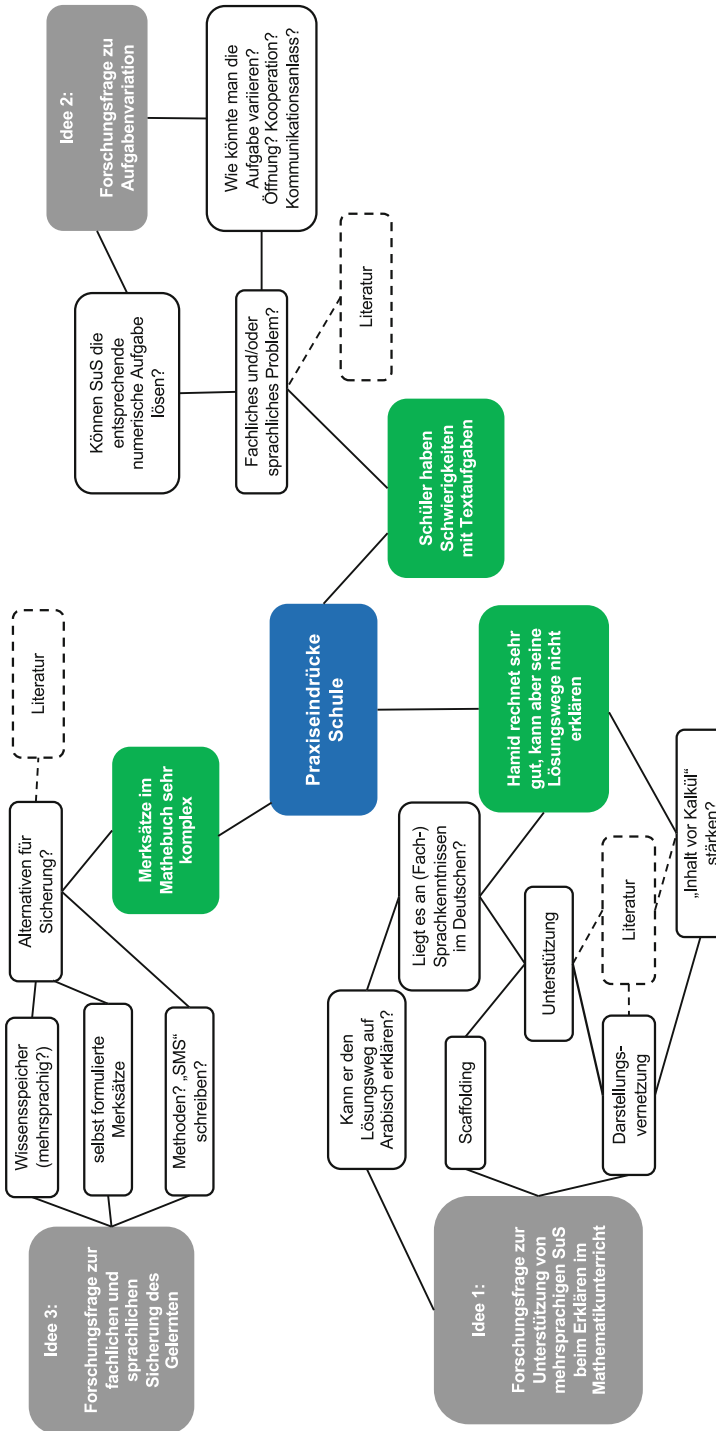 Idee 3:
Forschungsfrage zur
fachlichen und
sprachlichen
Sicherung des
Gelernten
Wissensspeicher
(mehrsprachig?)
selbst formulierte
Merksätze
Methoden? „SMS“
schreiben?
Alternativen für
Sicherung?
Literatur
Merksätze im
Mathebuch sehr
komplex
Praxiseindrücke
Schule
Können SuS die
entsprechende
numerische Aufgabe
lösen?
Idee 2:
Forschungsfrage zu
Aufgabenvariation
Fachliches und/oder
sprachliches Problem?
Wie könnte man die
Aufgabe variieren?
Öffnung? Kooperation?
Kommunikationsanlass?
Literatur
Schüler haben
Schwierigkeiten
mit Textaufgaben
Kann er den
Lösungsweg auf
Arabisch erklären?
Liegt es an (Fach-)
Sprachkenntnissen
im Deutschen?
Hamid rechnet sehr
gut, kann aber seine
Lösungswege nicht
erklären
Idee 1:
Forschungsfrage zur
Unterstützung von
mehrsprachigen SuS
beim Erklären im
Mathematikunterricht
Scaffolding
Unterstützung
Darstellungs-
vernetzung
Literatur
„Inhalt vor Kalkül“
stärken?